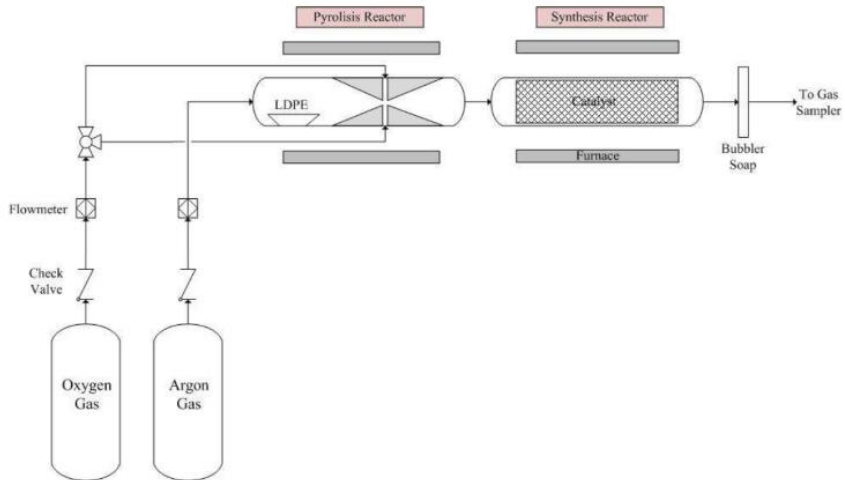 Pyrolisis Reactor
Synthesis Reactor
LDPE
Catalyst
To Gas
Sampler
Bubbler
Soap
Furnace
Flowmeter
Check
Valve
Oxygen
Gas
Argon
Gas